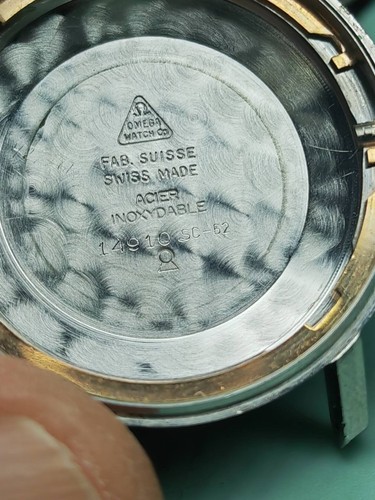 Ω
OMEGA
WATCH CO
FAB. SUISSE
SWISS MADE
ACIER
INOXYDABLE
14910 SC-62